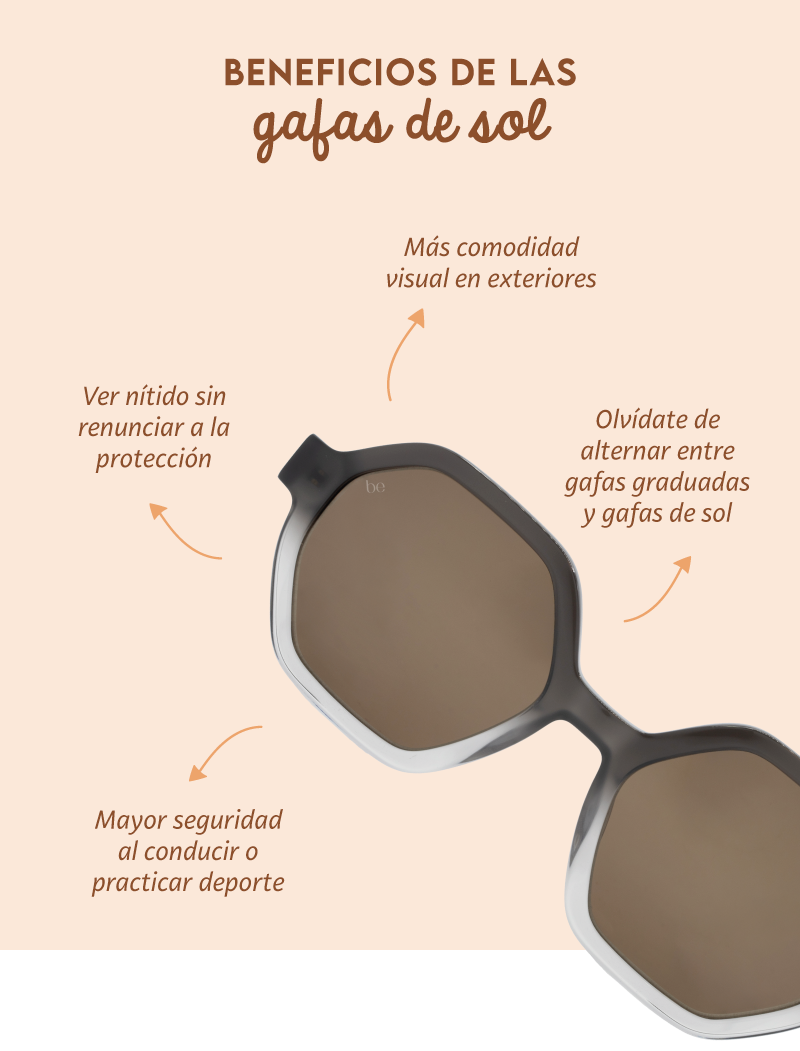 BENEFICIOS DE LAS
gafas de sol
Más comodidad
visual en exteriores
Ver nítido sin
renunciar a la
protección
Olvídate de
alternar entre
gafas graduadas
y gafas de sol
be
Mayor seguridad
al conducir o
practicar deporte